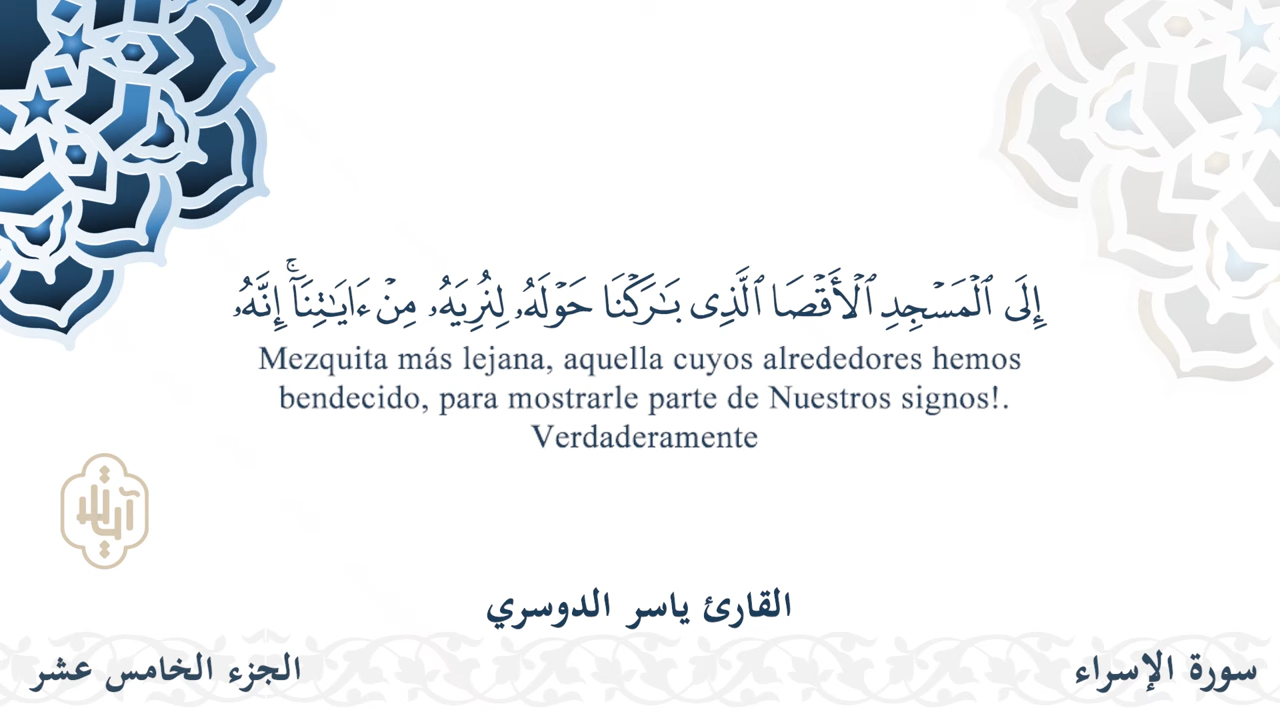 إِلَى ٱلْمَسْجِدِ ٱلْأَقْصَا ٱلَّذِى بَـٰرَكْنَا حَوْلَهُۥ لِنُرِيَهُۥ مِنْ ءَايَـٰتِنَآ ۚ إِنَّهُۥ
Mezquita más lejana, aquella cuyos alrededores hemos
bendecido, para mostrarle parte de Nuestros signos!.
Verdaderamente
القارئ ياسر الدوسري
سورة الإسراء
الجزء الخامس عشر